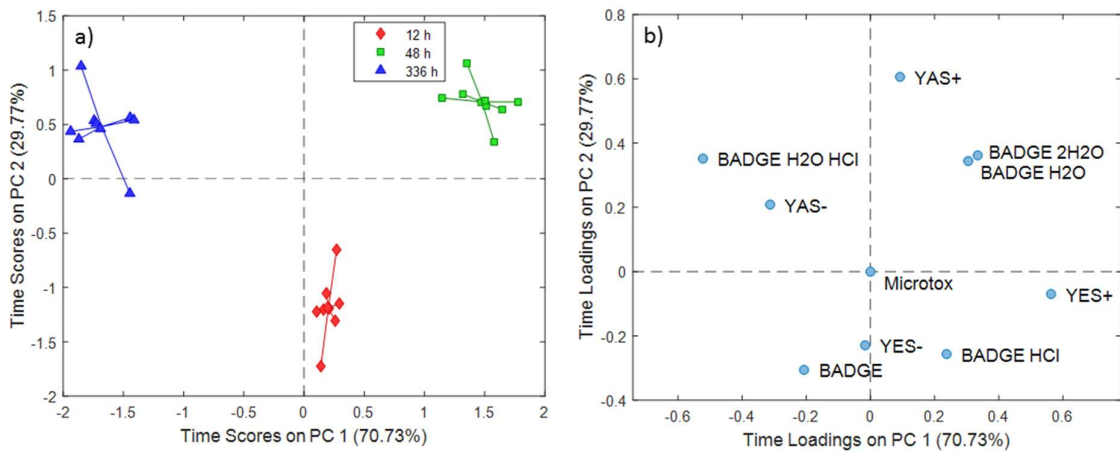 a)
12 h
48 h
336 h
1.5
1
0.5
0
-0.5
-1
-1.5
-2
-2
-1.5
-1
-0.5
0
0.5
1
1.5
2
Time Scores on PC 2 (29.77%)
Time Scores on PC 1 (70.73%)
b)
YAS+
BADGE 2H2O
BADGE H2O
BADGE H2O HCl
YAS-
Microtox
YES+
YES-
BADGE HCl
BADGE
0.8
0.6
0.4
0.2
0
-0.2
-0.4
-0.6
-0.4
-0.2
0
0.2
0.4
0.6
Time Loadings on PC 2 (29.77%)
Time Loadings on PC 1 (70.73%)